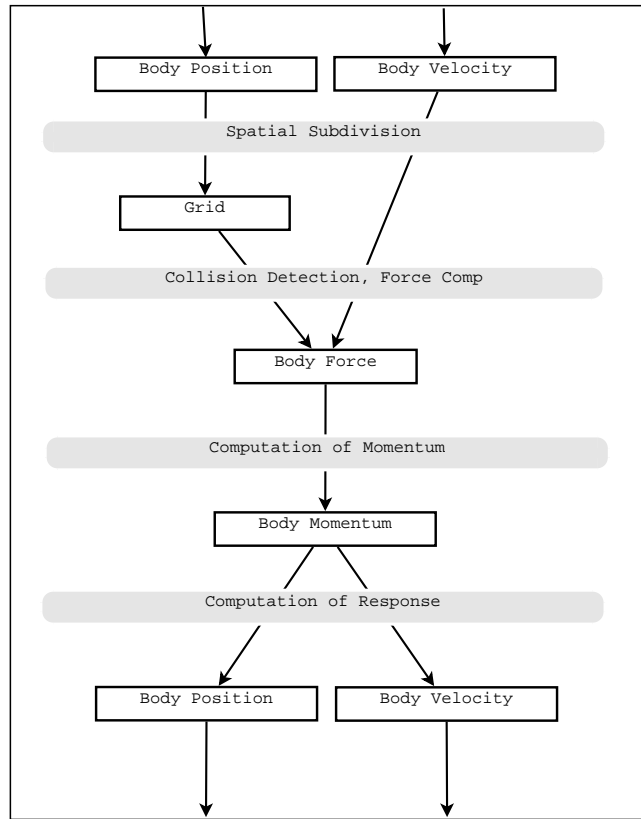 Body Position
Body Velocity
Spatial Subdivision
Grid
Collision Detection, Force Comp
Body Force
Computation of Momentum
Body Momentum
Computation of Response
Body Position
Body Velocity